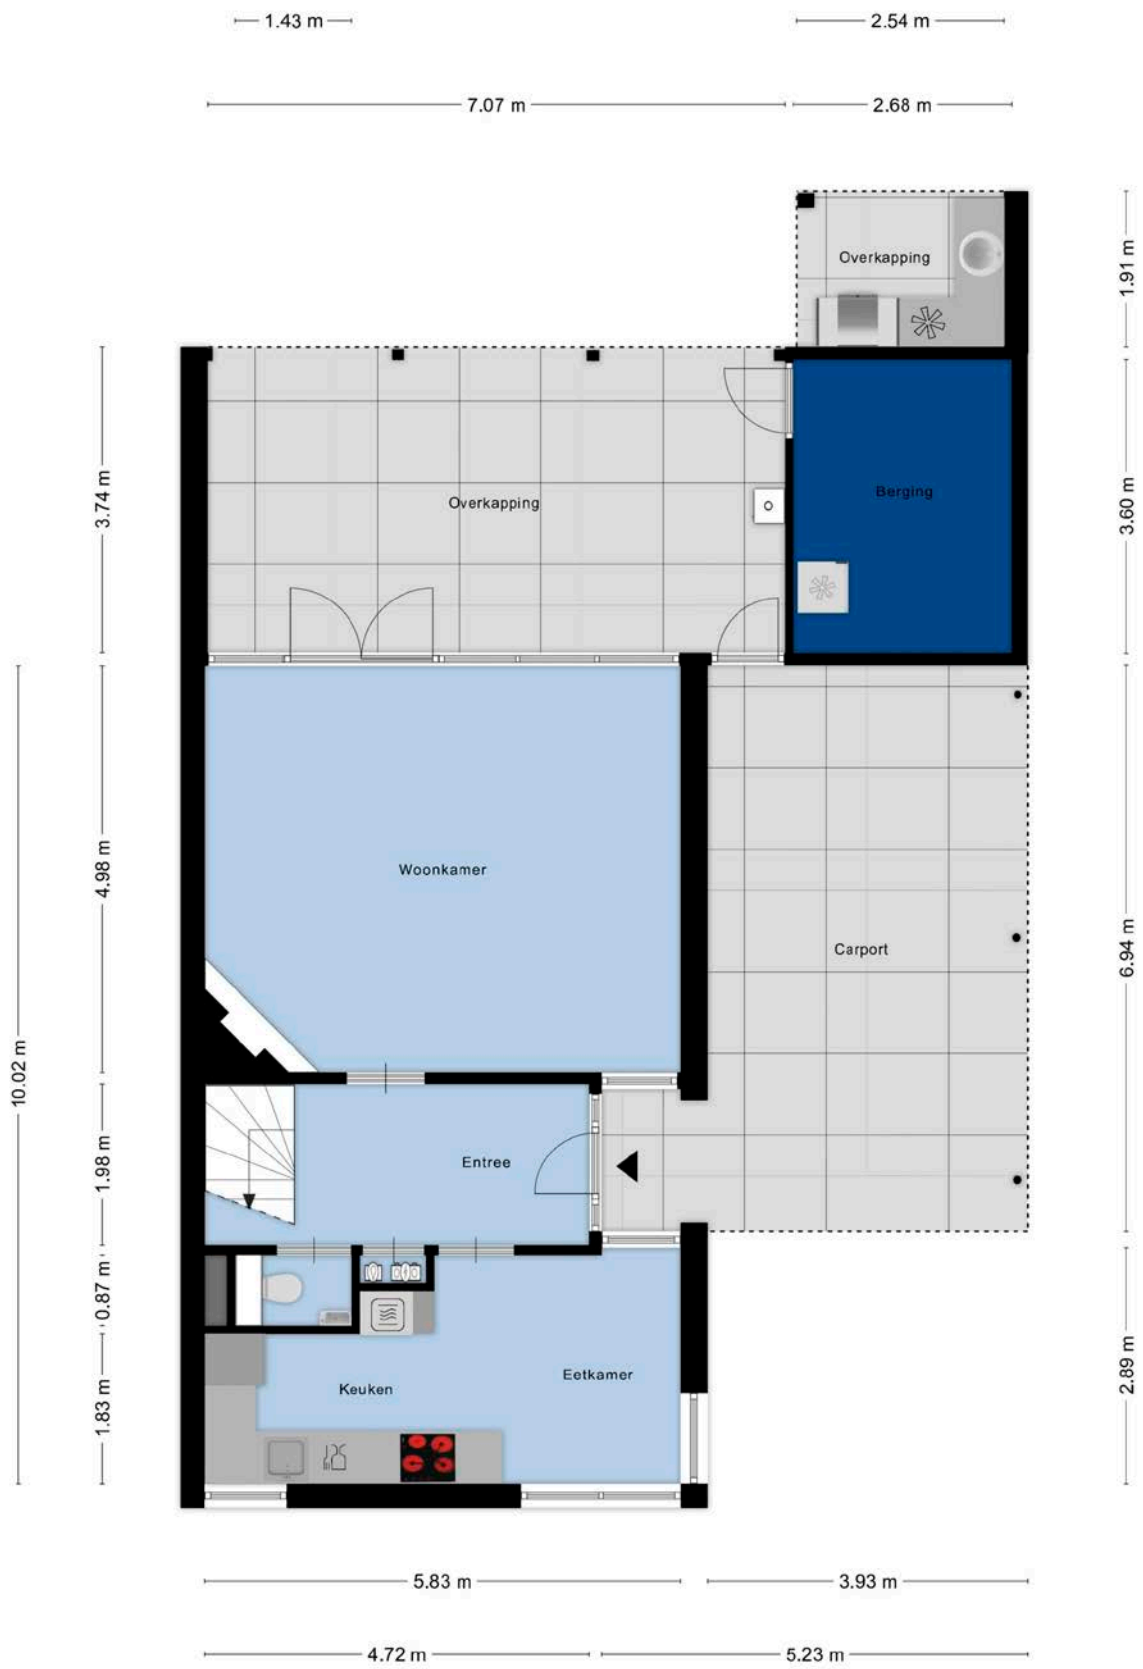 1.43 m
2.54 m
7.07 m
2.68 m
Overkapping
1.91 m
3.74 m
Overkapping
Berging
3.60 m
4.98 m
Woonkamer
Carport
6.94 m
10.02 m
1.98 m
Entree
0.87 m
1.83 m
Keuken
Eetkamer
2.89 m
5.83 m
3.93 m
4.72 m
5.23 m